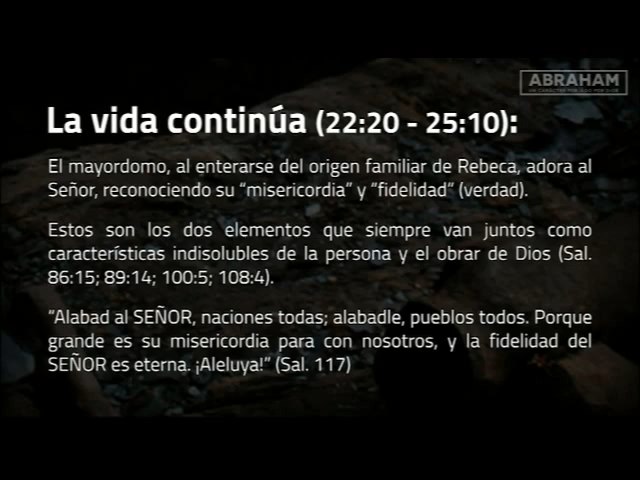 ABRAHAM
La vida continúa (22:20 - 25:10):
El mayordomo, al enterarse del origen familiar de Rebeca, adora al
Señor, reconociendo su “misericordia” y “fidelidad” (verdad).
Estos son los dos elementos que siempre van juntos como
características indisolubles de la persona y el obrar de Dios (Sal.
86:15; 89:14; 100:5; 108:4).
“Alabad al SEÑOR, naciones todas; alabadle, pueblos todos. Porque
grande es su misericordia para con nosotros, y la fidelidad del
SEÑOR es eterna. ¡Aleluya!” (Sal. 117)